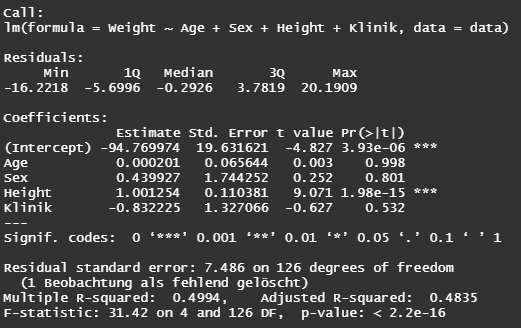 Call:
lm(formula = Weight ~ Age + Sex + Height + Klinik, data = data)
Residuals:
Min 1Q Median 3Q Max
-16.2218 -5.6996 -0.2926 3.7819 20.1909
Coefficients:
Estimate Std. Error t value Pr(>|t|)
(Intercept) -94.769974 19.631621 -4.827 3.93e-06 ***
Age 0.000201 0.065644 0.003 0.998
Sex 0.439927 1.744252 0.252 0.801
Height 1.001254 0.110381 9.071 1.98e-15 ***
Klinik -0.832225 1.327066 -0.627 0.532
---
Signif. codes: 0 ‘***’ 0.001 ‘**’ 0.01 ‘*’ 0.05 ‘.’ 0.1 ‘ ’ 1
Residual standard error: 7.486 on 126 degrees of freedom
(1 Beobachtung als fehlend gelöscht)
Multiple R-squared: 0.4994, Adjusted R-squared: 0.4835
F-statistic: 31.42 on 4 and 126 DF, p-value: < 2.2e-16